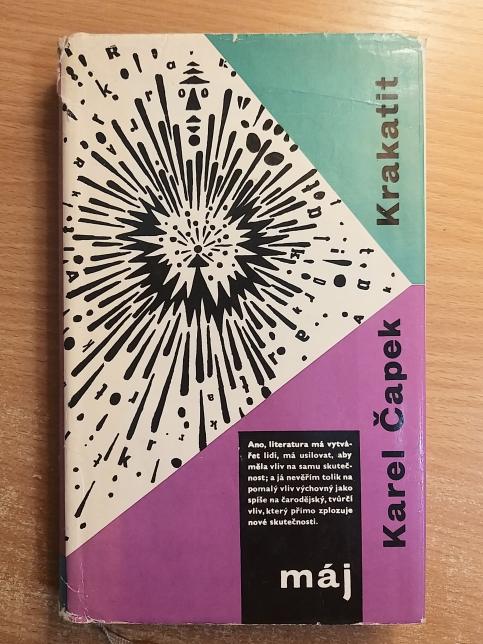 Krakatit
Karel Čapek
Ano, literatura má vytvá-
řet lidi, má usilovat, aby
měla vliv na samu skuteč-
nost; a já nevěřím tolik na
pomalý vliv výchovný jako
spíše na čarodějský, tvůrčí
vliv, který přímo zplozuje
nové skutečnosti.
máj